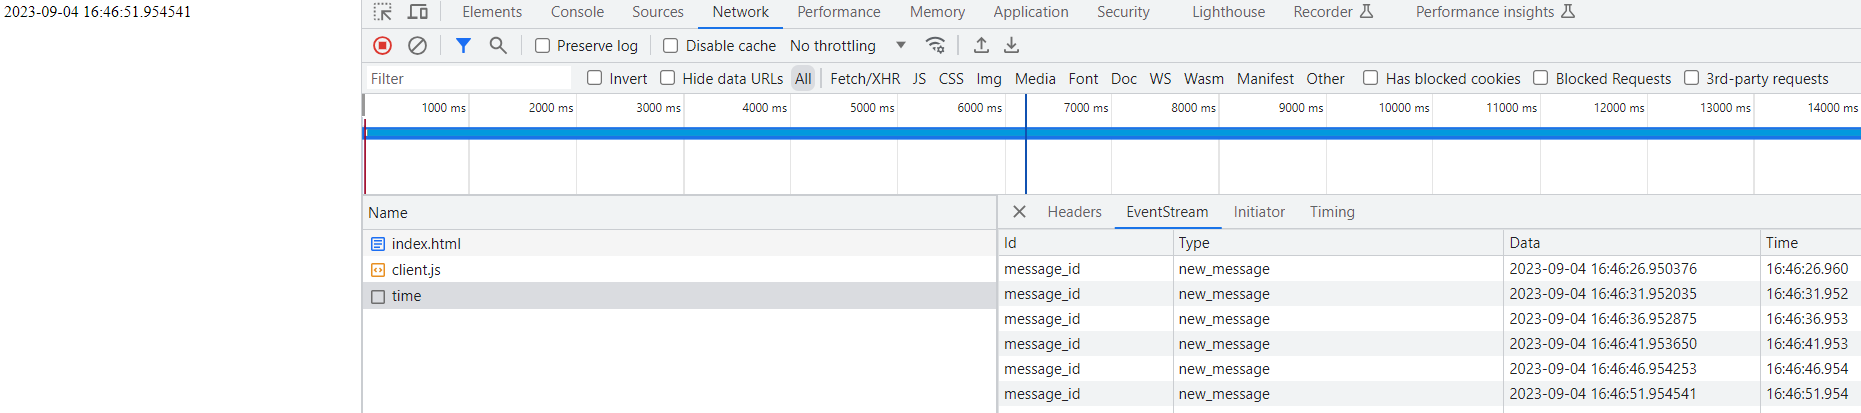 2023-09-04 16:46:51.954541
Elements Console Sources Network Performance Memory Application Security Lighthouse Recorder Performance insights
Preserve log Disable cache No throttling
Filter Invert Hide data URLs All Fetch/XHR JS CSS Img Media Font Doc WS Wasm Manifest Other Has blocked cookies Blocked Requests 3rd-party requests
1000 ms 2000 ms 3000 ms 4000 ms 5000 ms 6000 ms 7000 ms 8000 ms 9000 ms 10000 ms 11000 ms 12000 ms 13000 ms 14000 ms
Name
index.html
client.js
time
Headers EventStream Initiator Timing
Id Type Data Time
message_id new_message 2023-09-04 16:46:26.950376 16:46:26.960
message_id new_message 2023-09-04 16:46:31.952035 16:46:31.952
message_id new_message 2023-09-04 16:46:36.952875 16:46:36.953
message_id new_message 2023-09-04 16:46:41.953650 16:46:41.953
message_id new_message 2023-09-04 16:46:46.954253 16:46:46.954
message_id new_message 2023-09-04 16:46:51.954541 16:46:51.954